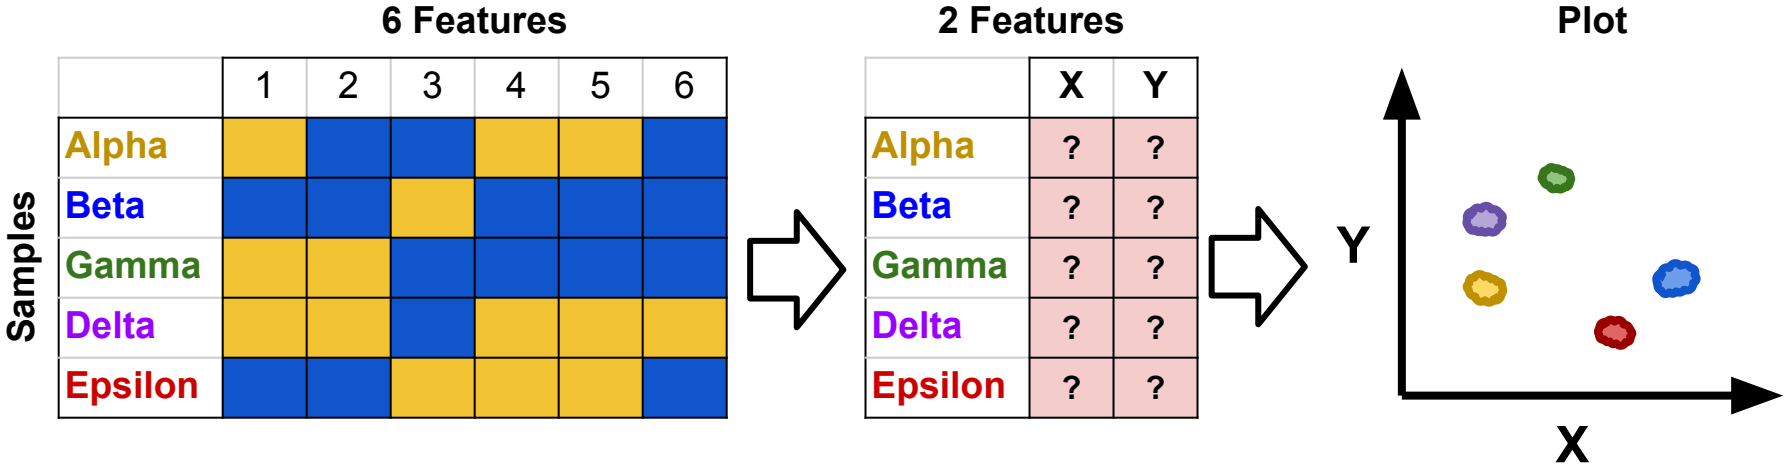 6 Features
2 Features
Plot
1 2 3 4 5 6
X Y
Samples
Alpha
Beta
Gamma
Delta
Epsilon
Alpha ? ?
Beta ? ?
Gamma ? ?
Delta ? ?
Epsilon ? ?
Y
X